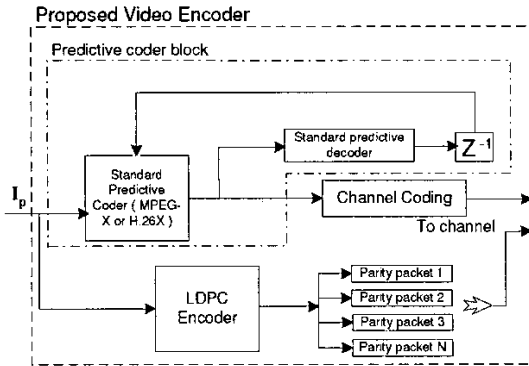 Proposed Video Encoder
Predictive coder block
Standard predictive
decoder
Z⁻¹
Standard
Predictive
Coder ( MPEG-
X or H.26X )
Channel Coding
I_p
To channel
LDPC
Encoder
Parity packet 1
Parity packet 2
Parity packet 3
Parity packet N